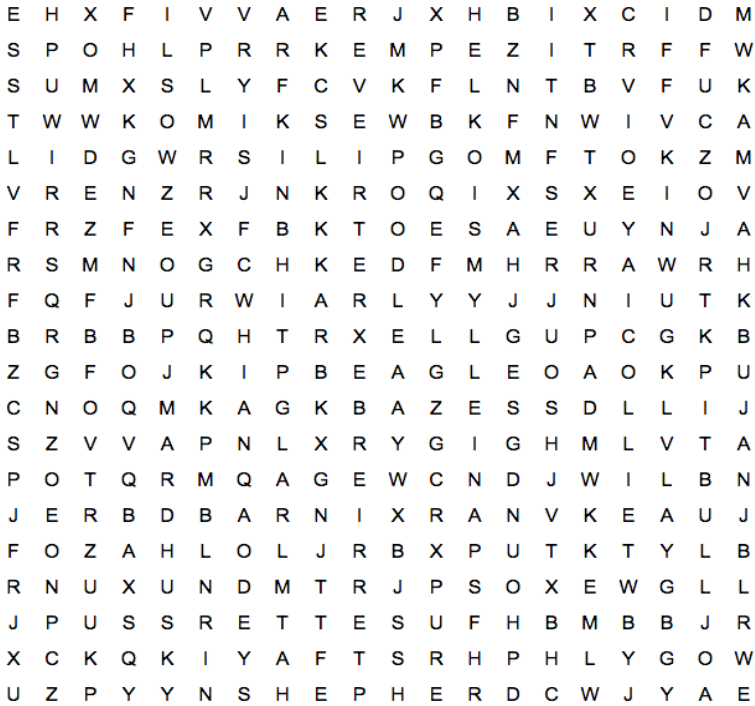 E H X F I V V A E R J X H B I X C I D M
S P O H L P R R K E M P E Z I T R F F W
S U M X S L Y F C V K F L N T B V F U K
T W W K O M I K S E W B K F N W I V C A
L I D G W R S I L I P G O M F T O K Z M
V R E N Z R J N K R O Q I X S X E I O V
F R Z F E X F B K T O E S A E U Y N J A
R S M N O G C H K E D F M H R R A W R H
F Q F J U R W I A R L Y Y J J N I U T K
B R B B P Q H T R X E L L G U P C G K B
Z G F O J K I P B E A G L E O A O K P U
C N O Q M K A G K B A Z E S S D L L I J
S Z V V A P N L X R Y G I G H M L V T A
P O T Q R M Q A G E W C N D J W I L B N
J E R B D B A R N I X R A N V K E A U J
F O Z A H L O L J R B X P U T K T Y L B
R N U X U N D M T R J P S O X E W G L L
J P U S S R E T T E S U F H B M B B J R
X C K Q K I Y A F T S R H P H L Y G O W
U Z P Y Y N S H E P H E R D C W J Y A E